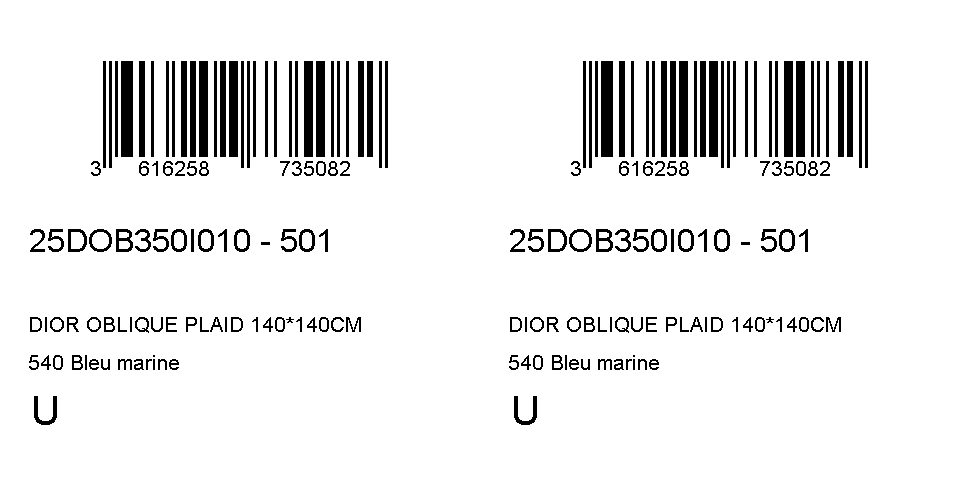 3 616258 735082
25DOB350I010 - 501
DIOR OBLIQUE PLAID 140*140CM
540 Bleu marine
U
3 616258 735082
25DOB350I010 - 501
DIOR OBLIQUE PLAID 140*140CM
540 Bleu marine
U